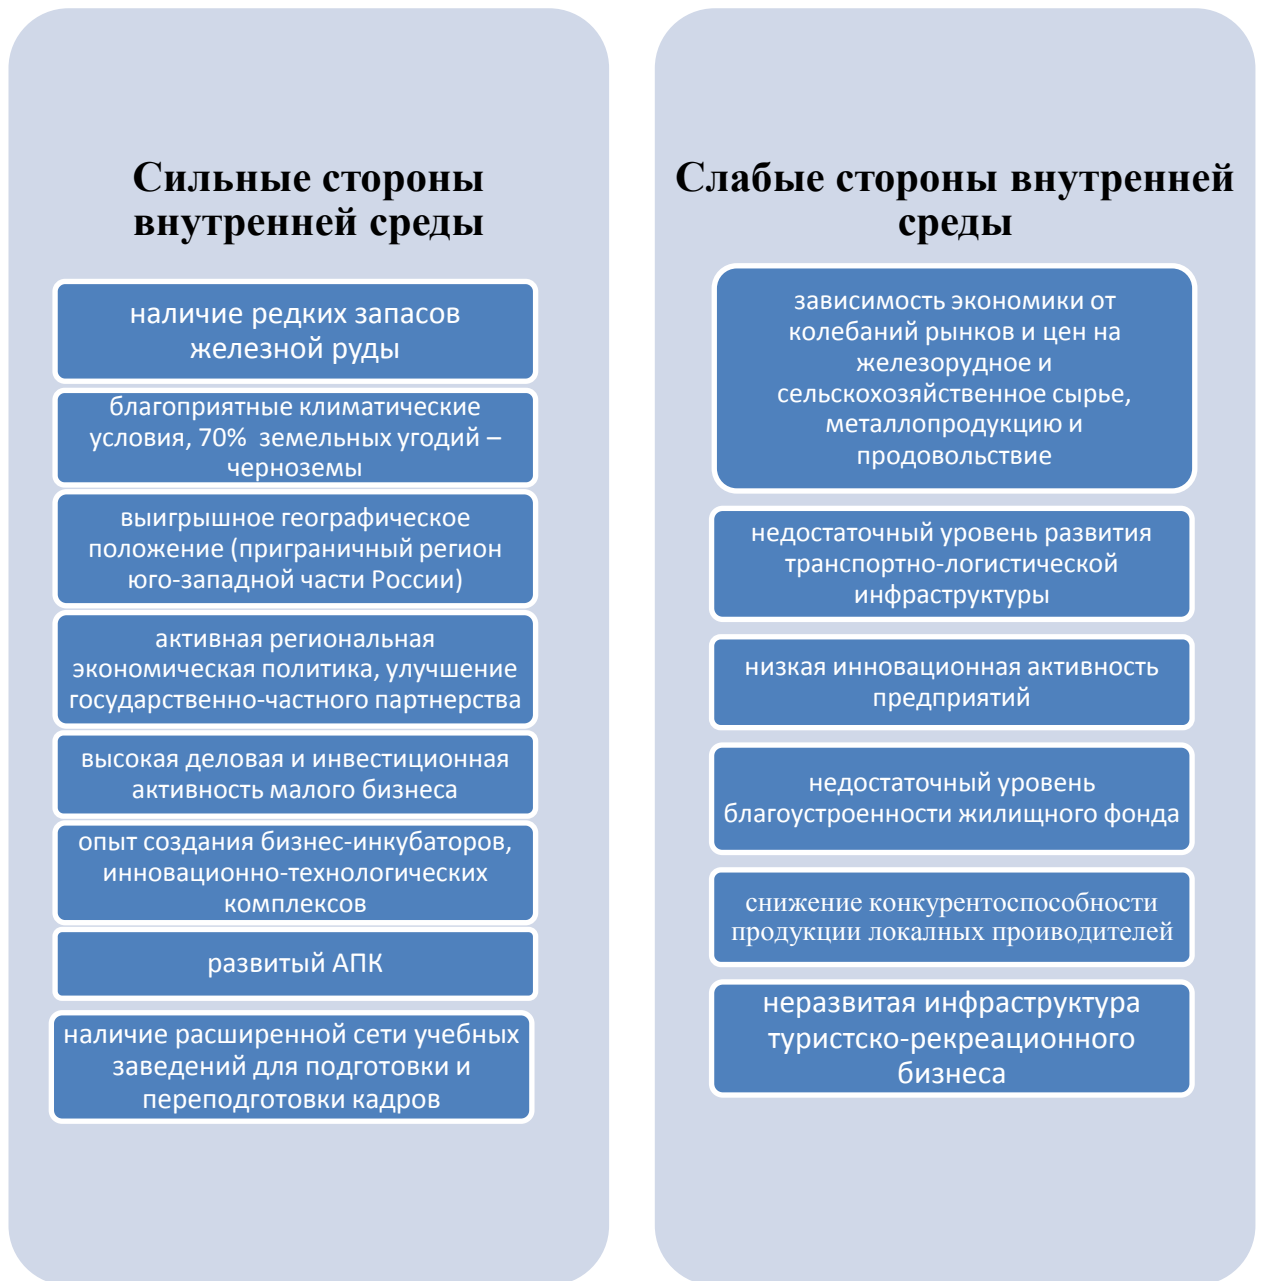 Сильные стороны
внутренней среды
наличие редких запасов
железной руды
благоприятные климатические
условия, 70% земельных угодий –
черноземы
выигрышное географическое
положение (приграничный регион
юго-западной части России)
активная региональная
экономическая политика, улучшение
государственно-частного партнерства
высокая деловая и инвестиционная
активность малого бизнеса
опыт создания бизнес-инкубаторов,
инновационно-технологических
комплексов
развитый АПК
наличие расширенной сети учебных
заведений для подготовки и
переподготовки кадров
Слабые стороны внутренней
среды
зависимость экономики от
колебаний рынков и цен на
железорудное и
сельскохозяйственное сырье,
металлопродукцию и
продовольствие
недостаточный уровень развития
транспортно-логистической
инфраструктуры
низкая инновационная активность
предприятий
недостаточный уровень
благоустроенности жилищного фонда
снижение конкурентоспособности
продукции локалных проиводителей
неразвитая инфраструктура
туристско-рекреационного
бизнеса